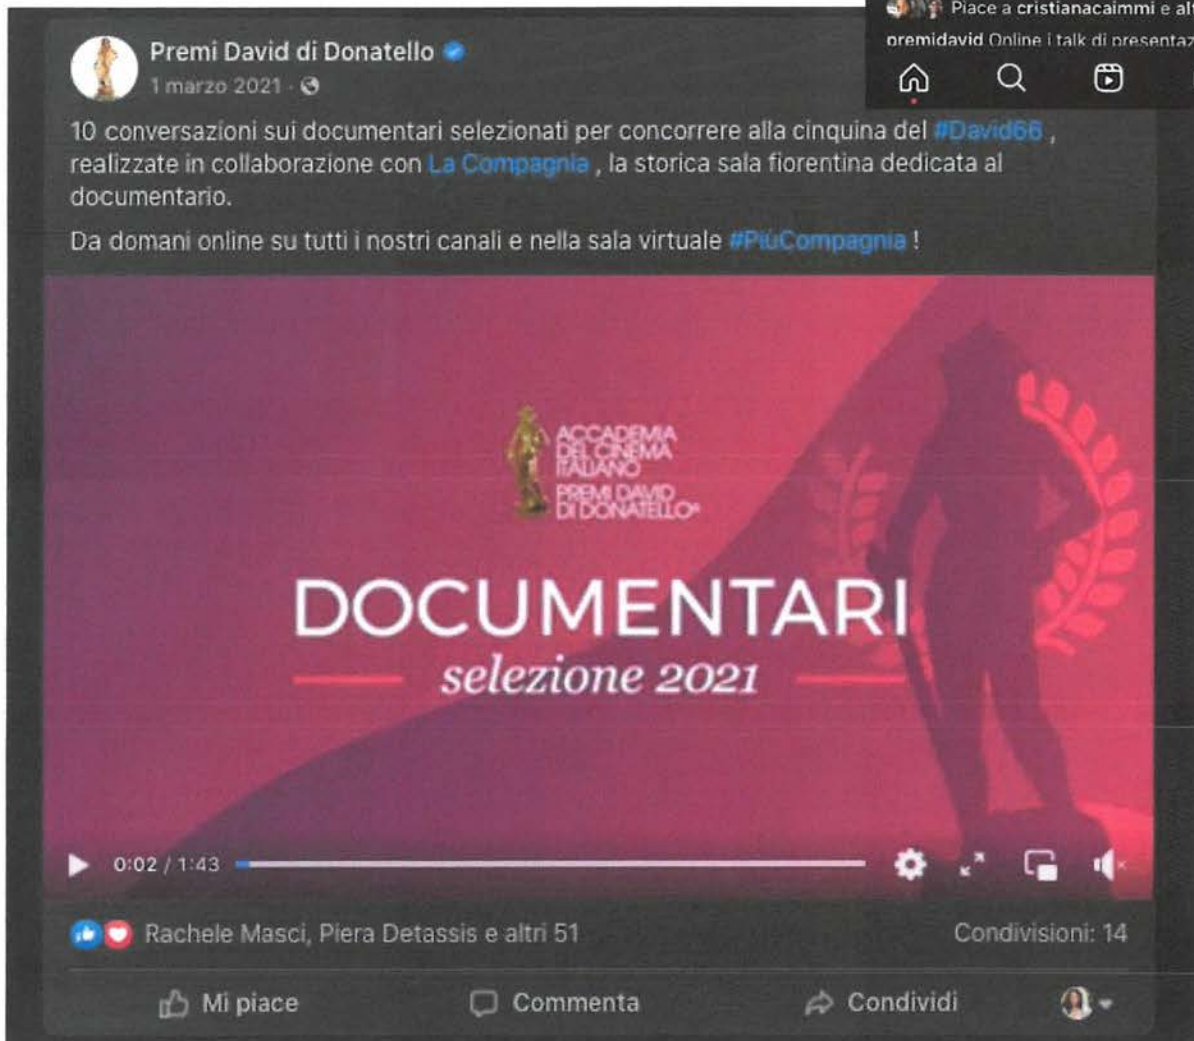 Piace a cristianacaimmi e
premidavid Online i talk di
Premi David di Donatello
1 marzo 2021 ·
10 conversazioni sui documentari selezionati per concorrere alla cinquina del #David66 ,
realizzate in collaborazione con La Compagnia , la storica sala fiorentina dedicata al
documentario.
Da domani online su tutti i nostri canali e nella sala virtuale #PiùCompagnia !
ACCADEMIA
DEL CINEMA
ITALIANO
PREMI DAVID
DI DONATELLO®
DOCUMENTARI
selezione 2021
0:02 / 1:43
Rachele Masci, Piera Detassis e altri 51
Condivisioni: 14
Mi piace
Commenta
Condividi